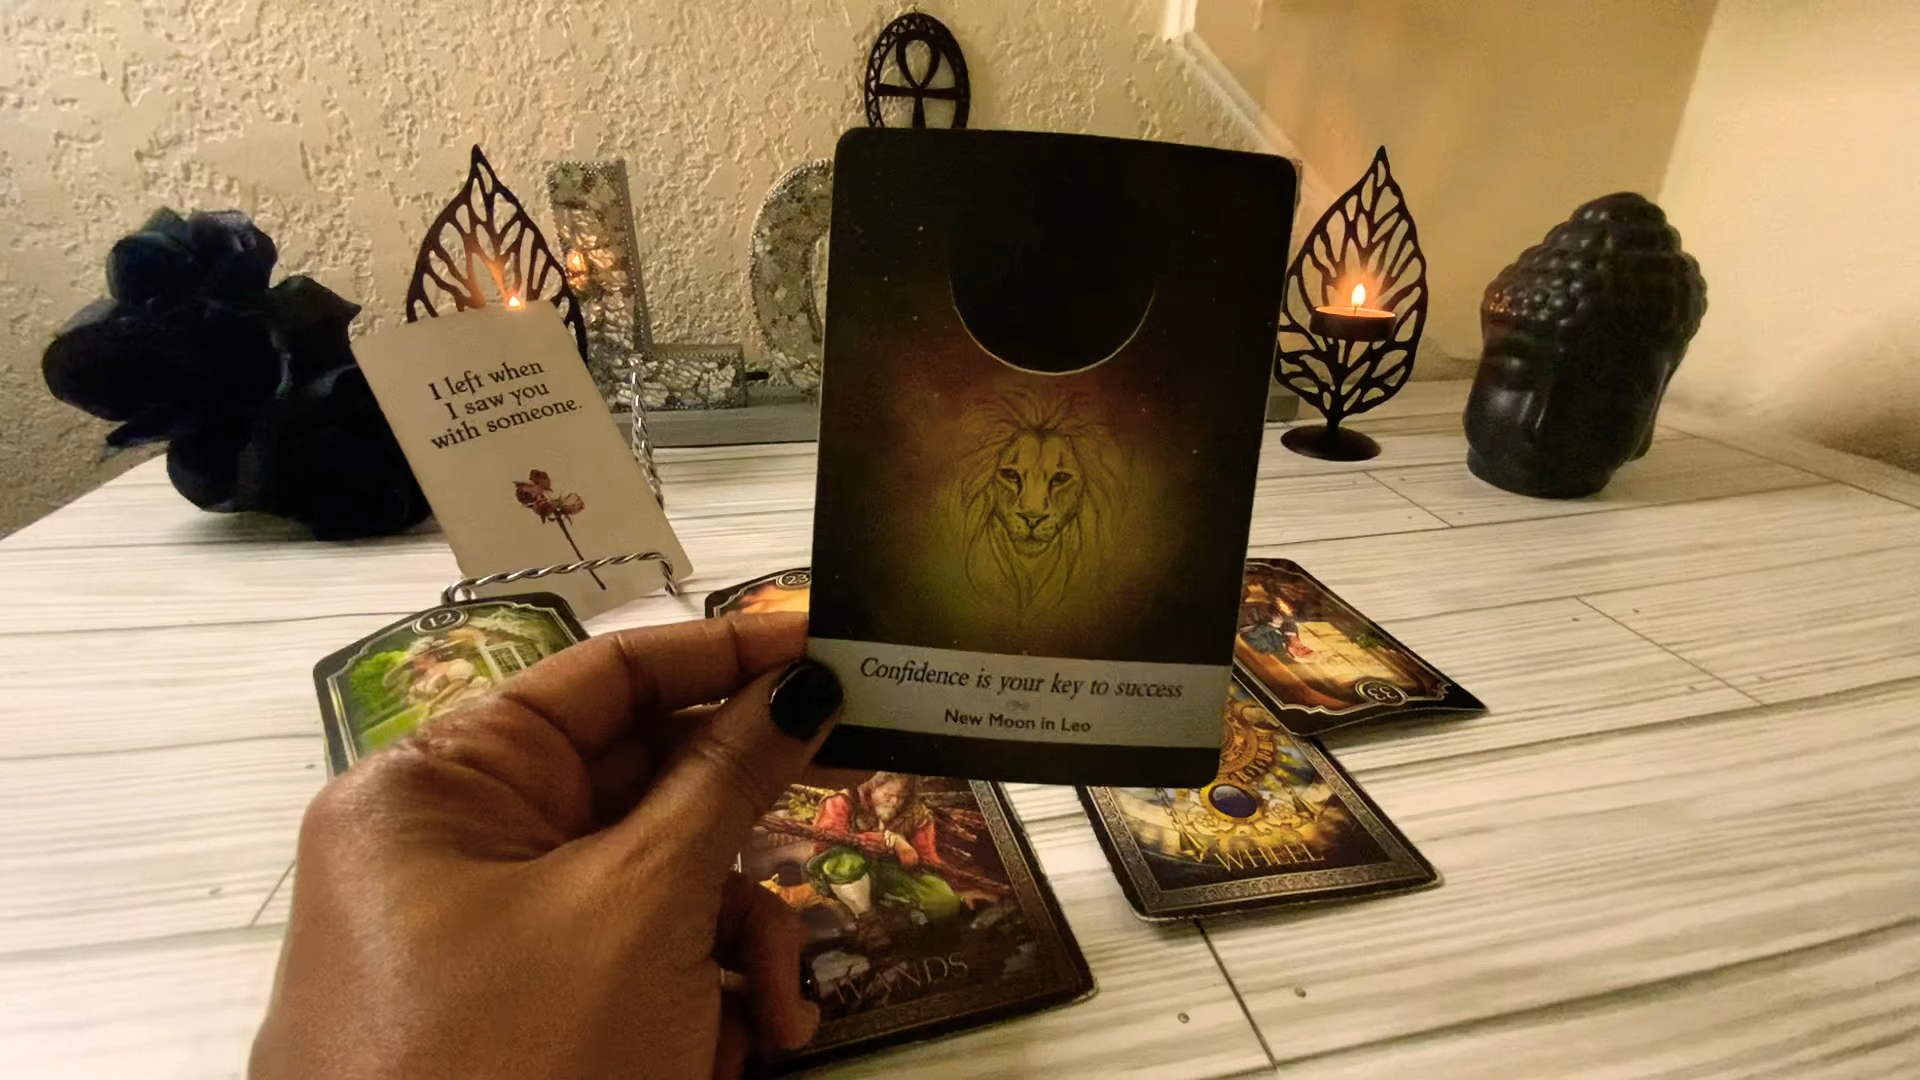 I left when
I saw you
with someone.
Confidence is your key to success
New Moon in Leo
12
23
33
WHEEL
WANDS